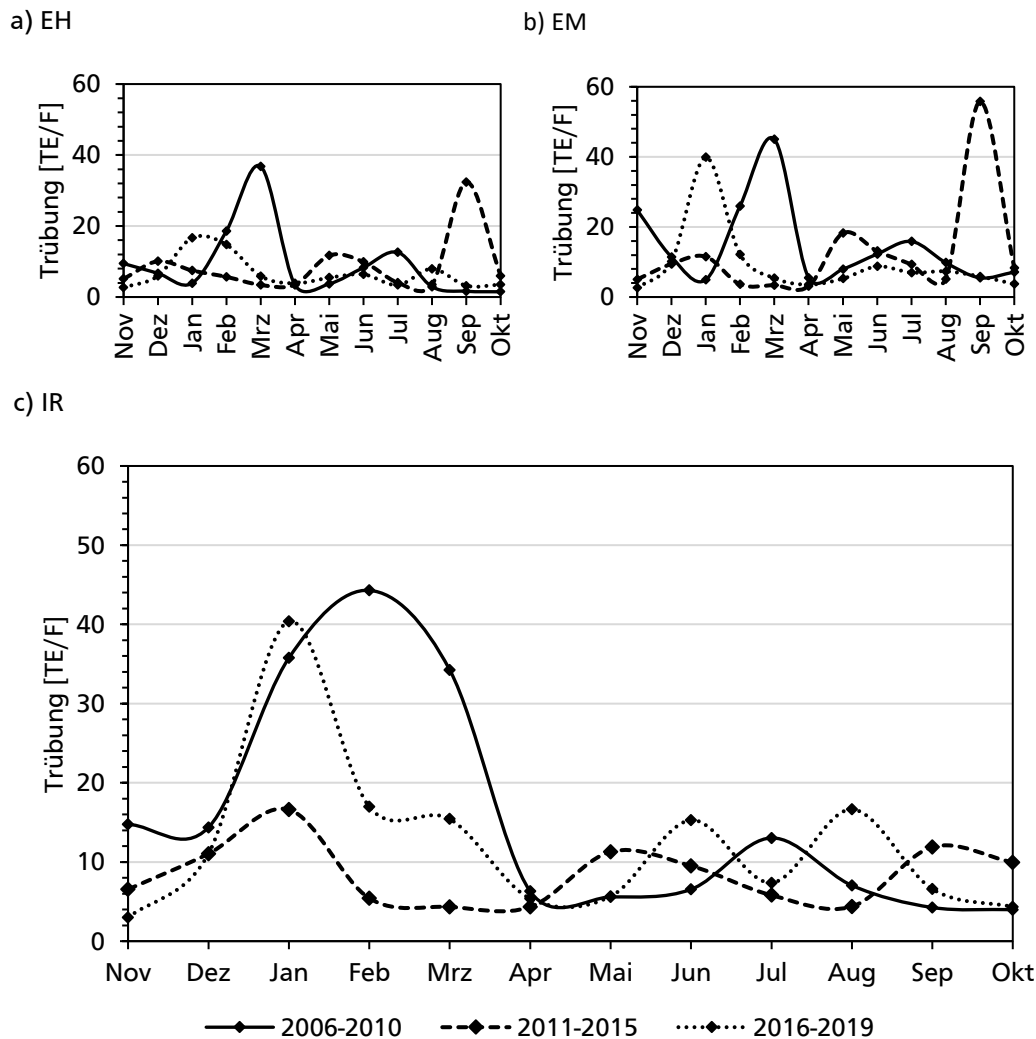 a) EH
Trübung [TE/F]
60
40
20
0
Nov Dez Jan Feb Mrz Apr Mai Jun Jul Aug Sep Okt
b) EM
Trübung [TE/F]
60
40
20
0
Nov Dez Jan Feb Mrz Apr Mai Jun Jul Aug Sep Okt
c) IR
Trübung [TE/F]
60
50
40
30
20
10
0
Nov Dez Jan Feb Mrz Apr Mai Jun Jul Aug Sep Okt
2006-2010 2011-2015 2016-2019